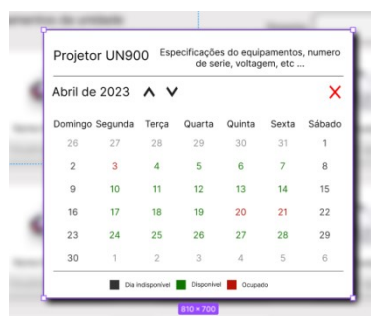 Projetor UN900
Especificações do equipamentos, numero
de serie, voltagem, etc ...
Abril de 2023
Domingo Segunda Terça Quarta Quinta Sexta Sábado
26 27 28 29 30 31 1
2 3 4 5 6 7 8
9 10 11 12 13 14 15
16 17 18 19 20 21 22
23 24 25 26 27 28 29
30 1 2 3 4 5 6
Dia indisponível Disponível Ocupado
810 × 700